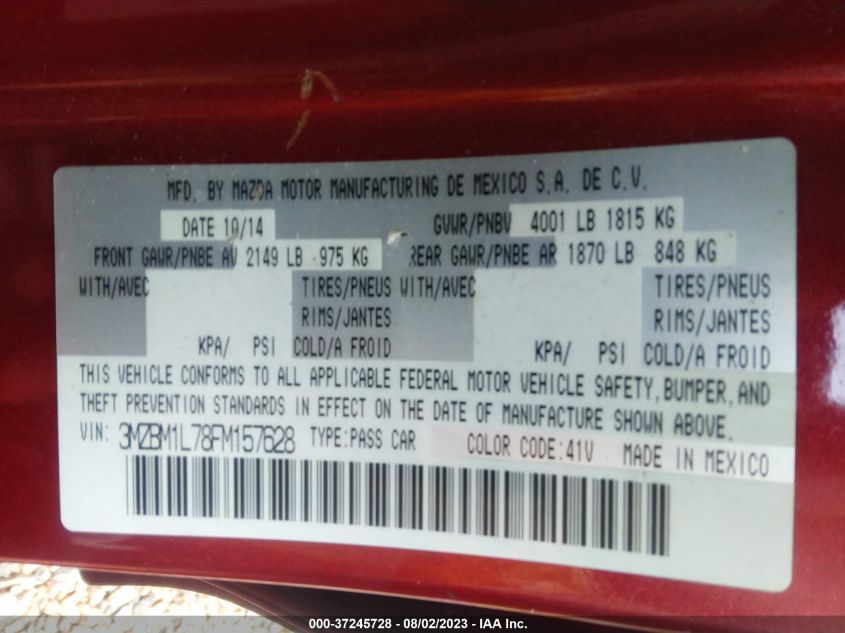 MFD. BY MAZDA MOTOR MANUFACTURING DE MEXICO S.A. DE C.V.
DATE 10/14 GVWR/PNBV 4001 LB 1815 KG
FRONT GAWR/PNBE AV 2149 LB 975 KG REAR GAWR/PNBE AR 1870 LB 848 KG
WITH/AVEC TIRES/PNEUS WITH/AVEC TIRES/PNEUS
RIMS/JANTES RIMS/JANTES
KPA/ PSI COLD/A FROID KPA/ PSI COLD/A FROID
THIS VEHICLE CONFORMS TO ALL APPLICABLE FEDERAL MOTOR VEHICLE SAFETY, BUMPER, AND
THEFT PREVENTION STANDARDS IN EFFECT ON THE DATE OF MANUFACTURE SHOWN ABOVE.
VIN: 3MZBM1L78FM157628 TYPE:PASS CAR COLOR CODE:41V MADE IN MEXICO
000-37245728 - 08/02/2023 - IAA Inc.